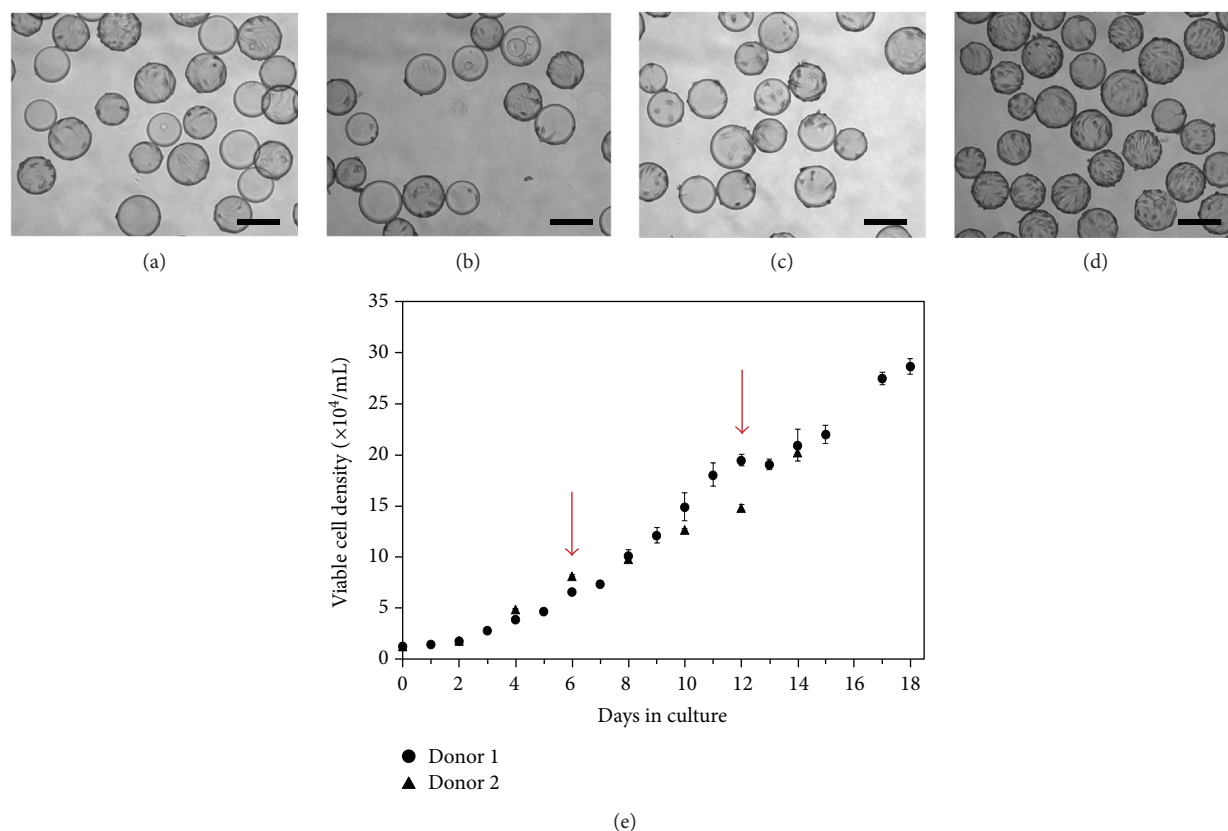 (a)
(b)
(c)
(d)
35
30
25
20
15
10
5
0
Viable cell density (×10⁴/mL)
0
2
4
6
8
10
12
14
16
18
Days in culture
Donor 1
Donor 2
(e)